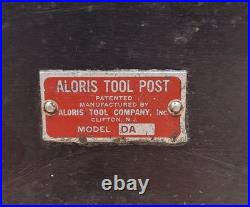 ALORIS TOOL POST
PATENTED
MANUFACTURED BY
ALORIS TOOL COMPANY, Inc.
CLIFTON, N.J.
MODEL DA